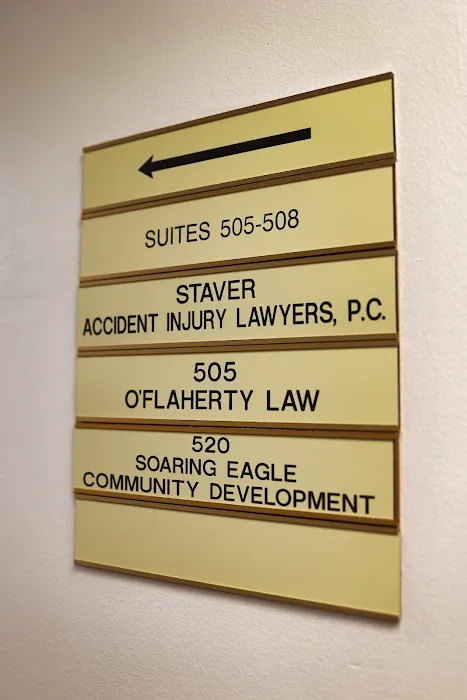 SUITES 505-508
STAVER
ACCIDENT INJURY LAWYERS, P.C.
505
O'FLAHERTY LAW
520
SOARING EAGLE
COMMUNITY DEVELOPMENT